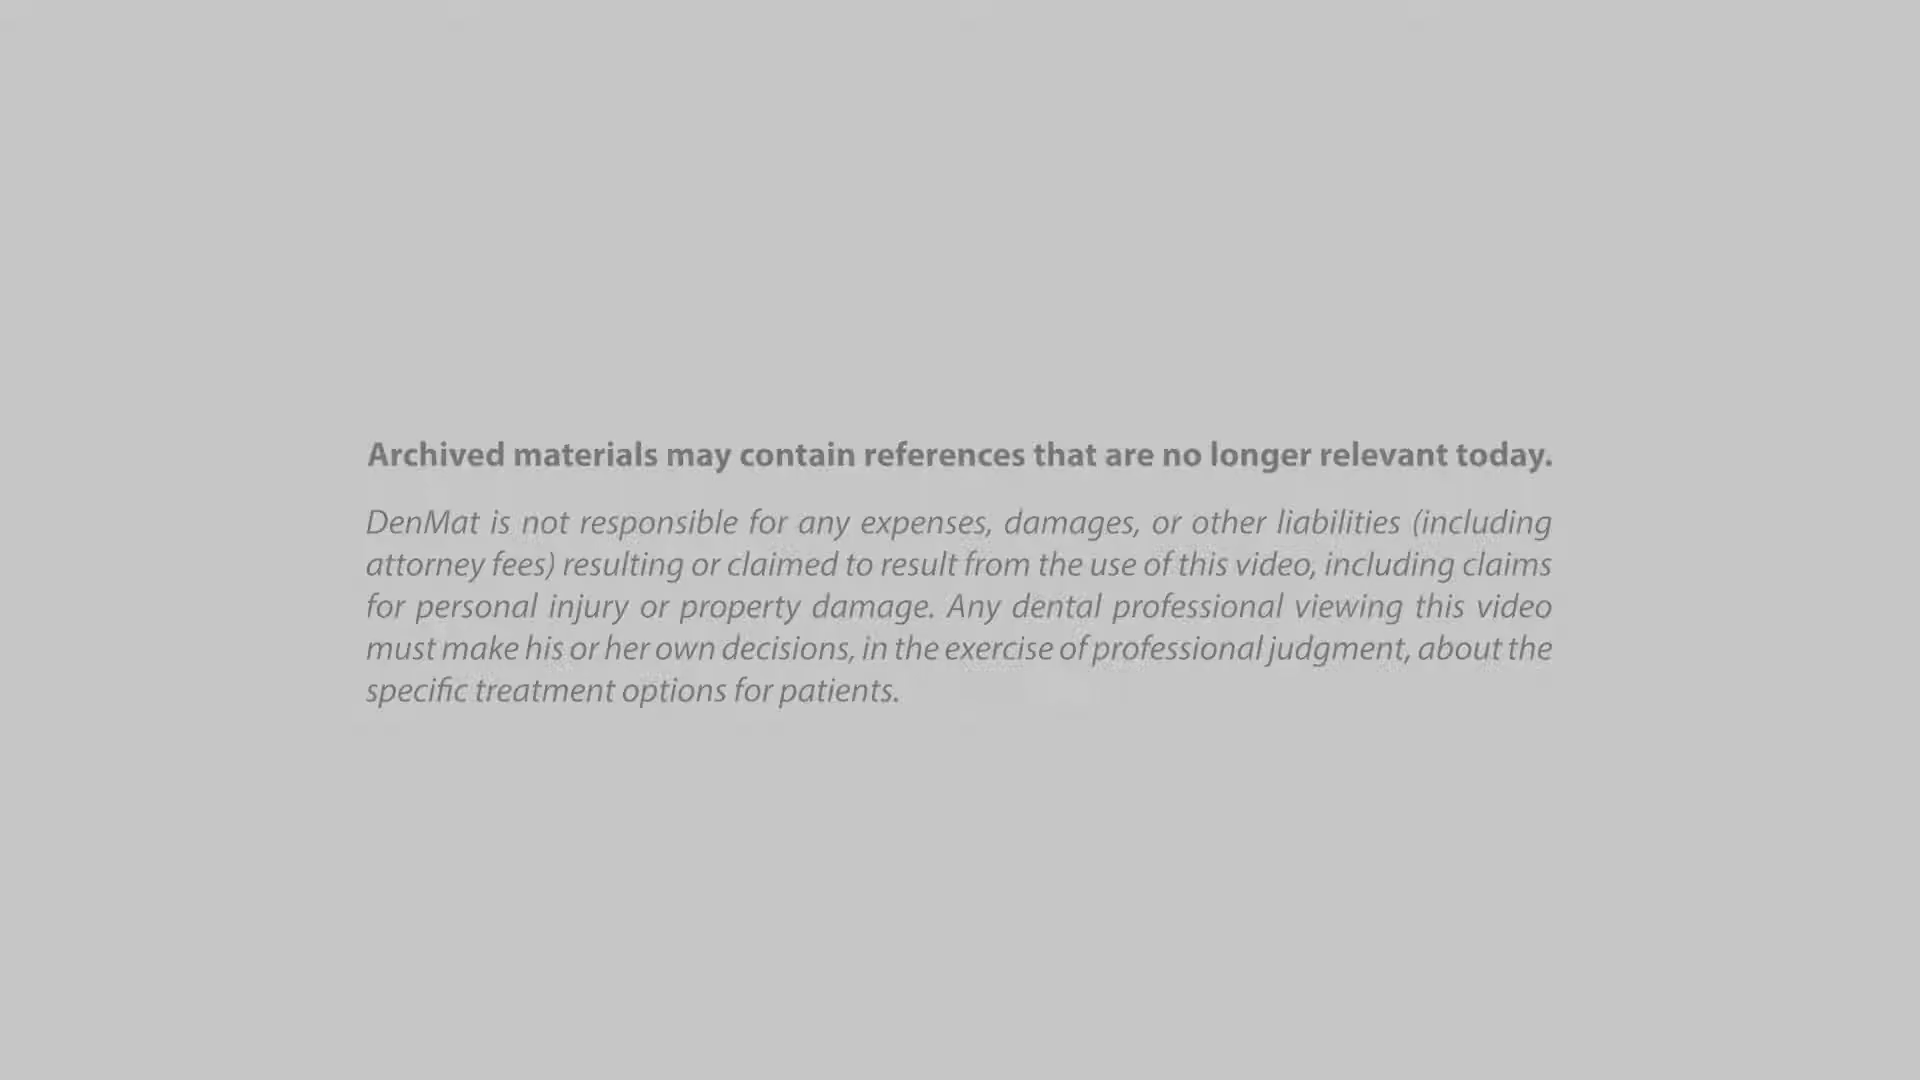 Archived materials may contain references that are no longer relevant today.
DenMat is not responsible for any expenses, damages, or other liabilities (including
attorney fees) resulting or claimed to result from the use of this video, including claims
for personal injury or property damage. Any dental professional viewing this video
must make his or her own decisions, in the exercise of professional judgment, about the
specific treatment options for patients.